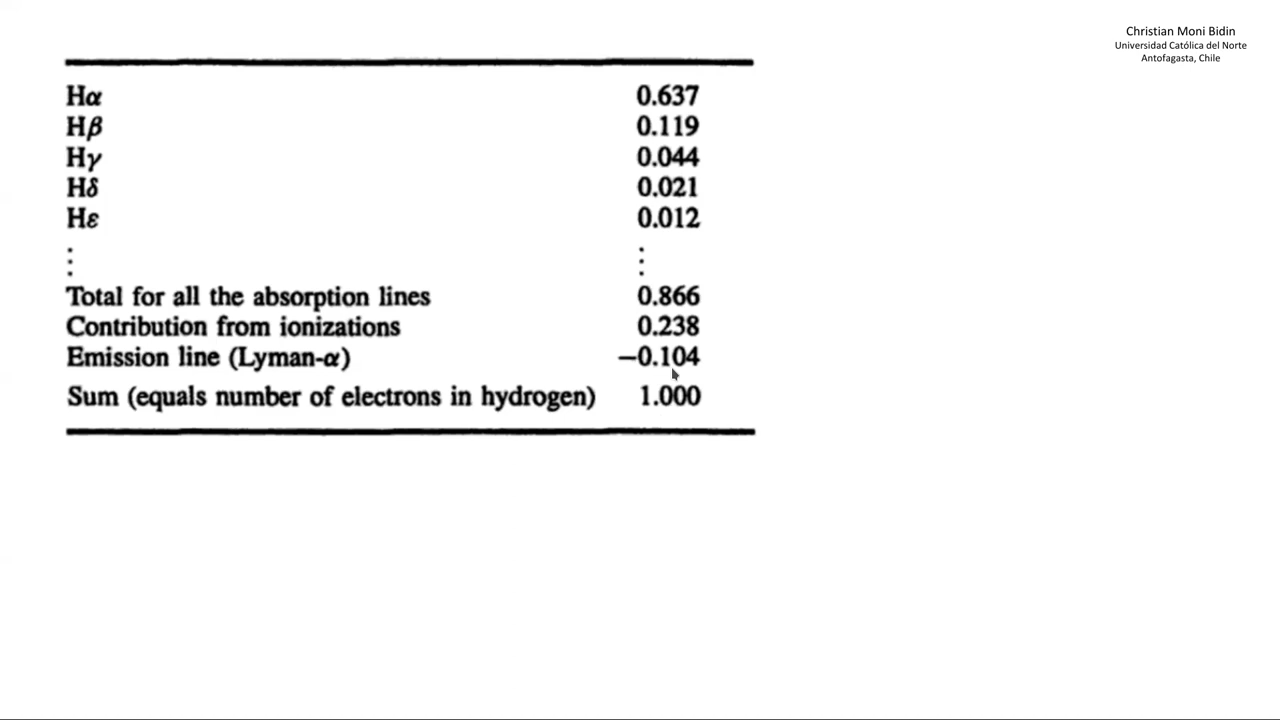 Christian Moni Bidin
Universidad Católica del Norte
Antofagasta, Chile
Hα 0.637
Hβ 0.119
Hγ 0.044
Hδ 0.021
Hε 0.012
⋮ ⋮
Total for all the absorption lines 0.866
Contribution from ionizations 0.238
Emission line (Lyman-α) −0.104
Sum (equals number of electrons in hydrogen) 1.000